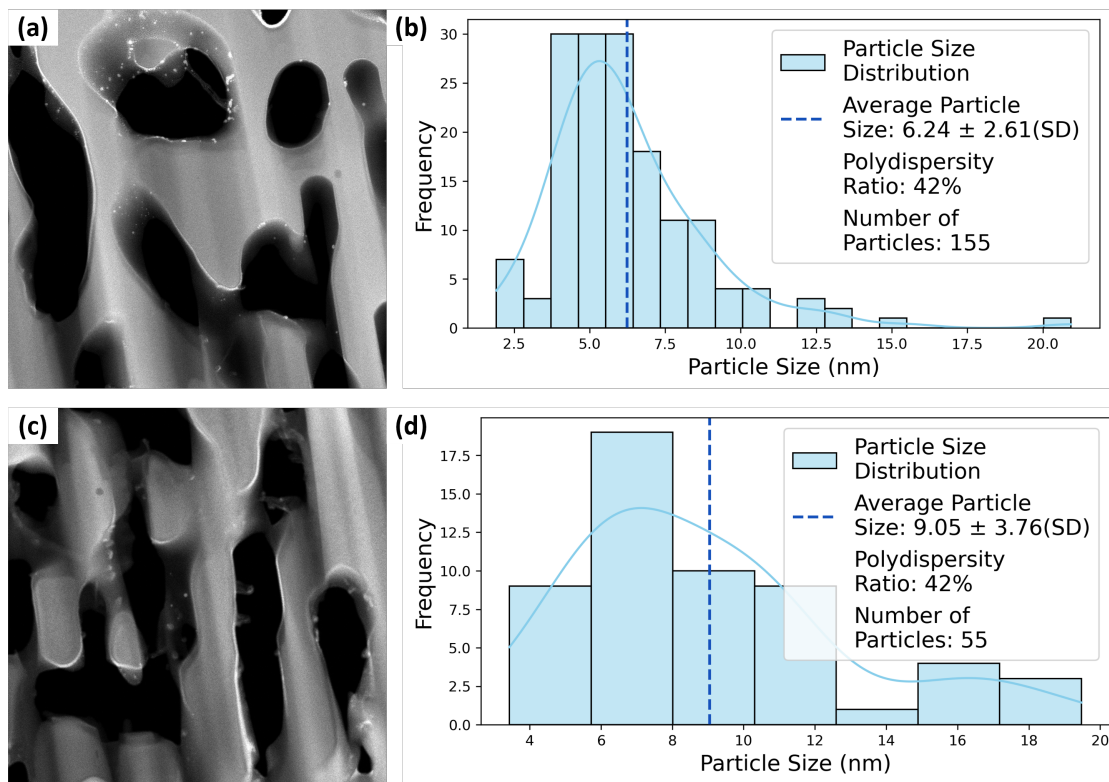 (a)
(b)
30
25
20
15
10
5
0
Frequency
2.5 5.0 7.5 10.0 12.5 15.0 17.5 20.0
Particle Size (nm)
Particle Size
Distribution
Average Particle
Size: 6.24 ± 2.61(SD)
Polydispersity
Ratio: 42%
Number of
Particles: 155
(c)
(d)
17.5
15.0
12.5
10.0
7.5
5.0
2.5
0.0
Frequency
4 6 8 10 12 14 16 18 20
Particle Size (nm)
Particle Size
Distribution
Average Particle
Size: 9.05 ± 3.76(SD)
Polydispersity
Ratio: 42%
Number of
Particles: 55